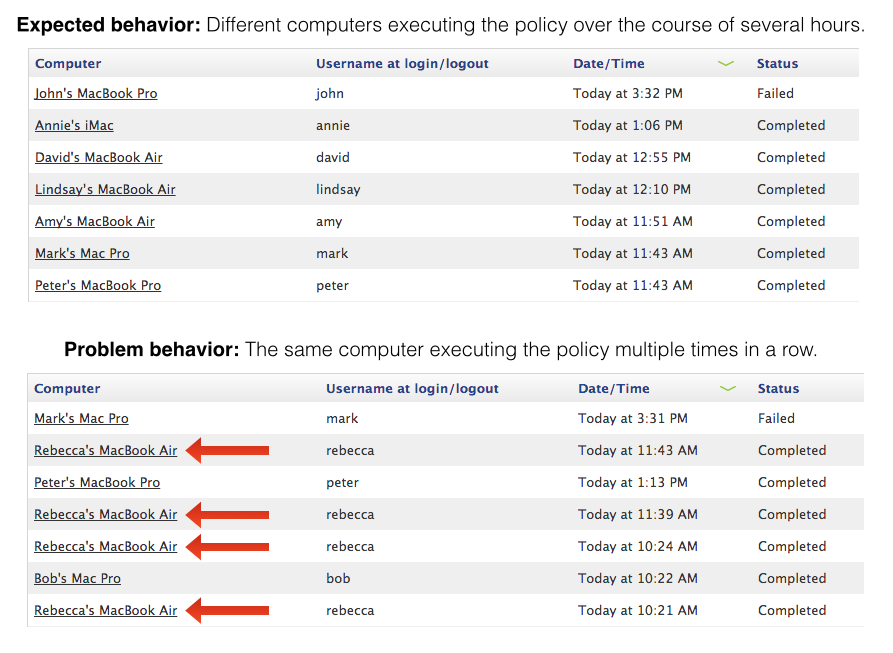 Expected behavior: Different computers executing the policy over the course of several hours.
Computer Username at login/logout Date/Time Status
John's MacBook Pro john Today at 3:32 PM Failed
Annie's iMac annie Today at 1:06 PM Completed
David's MacBook Air david Today at 12:55 PM Completed
Lindsay's MacBook Air lindsay Today at 12:10 PM Completed
Amy's MacBook Air amy Today at 11:51 AM Completed
Mark's Mac Pro mark Today at 11:43 AM Completed
Peter's MacBook Pro peter Today at 11:43 AM Completed
Problem behavior: The same computer executing the policy multiple times in a row.
Computer Username at login/logout Date/Time Status
Mark's Mac Pro mark Today at 3:31 PM Failed
Rebecca's MacBook Air rebecca Today at 11:43 AM Completed
Peter's MacBook Pro peter Today at 1:13 PM Completed
Rebecca's MacBook Air rebecca Today at 11:39 AM Completed
Rebecca's MacBook Air rebecca Today at 10:24 AM Completed
Bob's Mac Pro bob Today at 10:22 AM Completed
Rebecca's MacBook Air rebecca Today at 10:21 AM Completed